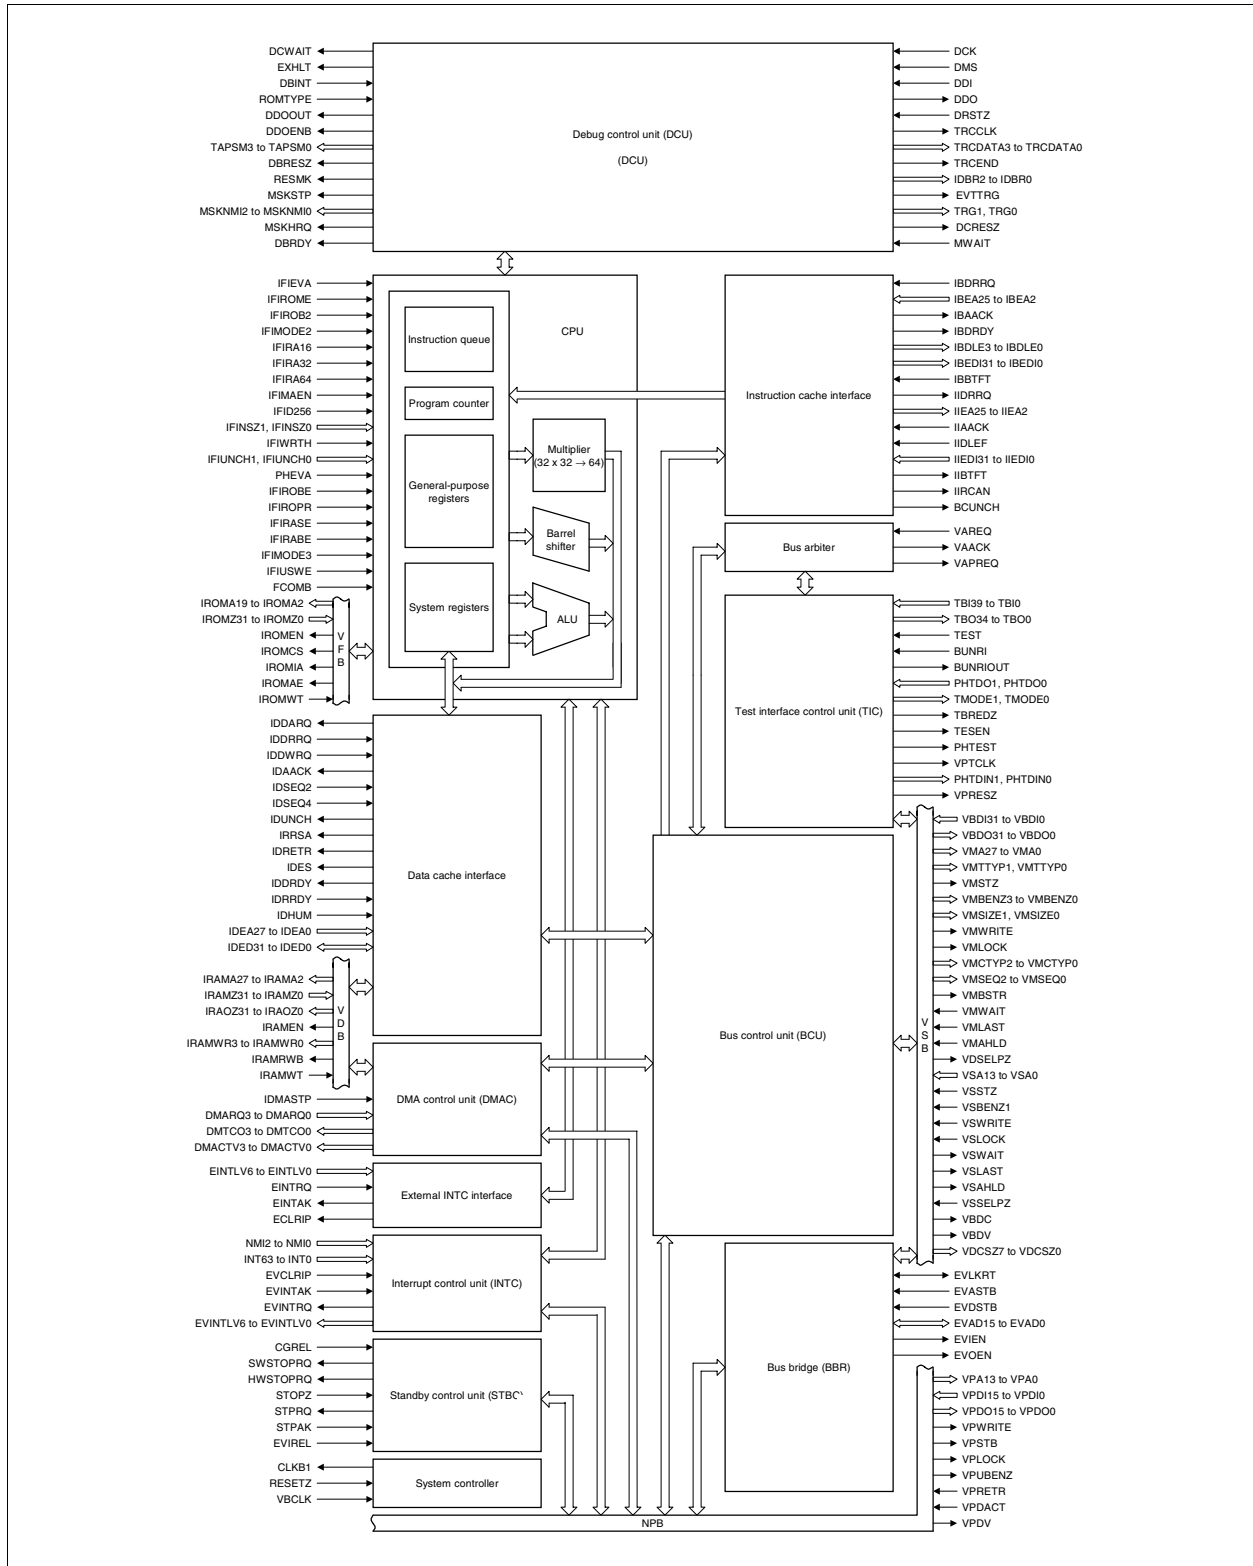 DCWAIT
EXHLT
DBINT
ROMTYPE
DDOOUT
DDOENB
TAPSM3 to TAPSM0
DBRESZ
RESMK
MSKSTP
MSKNMI2 to MSKNMI0
MSKHRQ
DBRDY
Debug control unit (DCU)
(DCU)
DCK
DMS
DDI
DDO
DRSTZ
TRCCLK
TRCDATA3 to TRCDATA0
TRCEND
IDBR2 to IDBR0
EVTTRG
TRG1, TRG0
DCRESZ
MWAIT
IFIEVA
IFIROME
IFIROB2
IFIMODE2
IFIRA16
IFIRA32
IFIRA64
IFIMAEN
IFID256
IFINSZ1, IFINSZ0
IFIWRTH
IFIUNCH1, IFIUNCH0
PHEVA
IFIROBE
IFIROPR
IFIRASE
IFIRABE
IFIMODE3
IFIUSWE
FCOMB
IROMA19 to IROMA2
IROMZ31 to IROMZ0
IROMEN
IROMCS
IROMIA
IROMAE
IROMWT
VFB
CPU
Instruction queue
Program counter
General-purpose
registers
System registers
Multiplier
(32 x 32 → 64)
Barrel
shifter
ALU
Instruction cache interface
IBDRRQ
IBEA25 to IBEA2
IBAACK
IBDRDY
IBDLE3 to IBDLE0
IBEDI31 to IBEDI0
IBBTFT
IIDRRQ
IIEA25 to IIEA2
IIAACK
IIDLEF
IIEDI31 to IIEDI0
IIBTFT
IIRCAN
BCUNCH
Bus arbiter
VAREQ
VAACK
VAPREQ
Test interface control unit (TIC)
TBI39 to TBI0
TBO34 to TBO0
TEST
BUNRI
BUNRIOUT
PHTDO1, PHTDO0
TMODE1, TMODE0
TBREDZ
TESEN
PHTEST
VPTCLK
PHTDIN1, PHTDIN0
VPRESZ
IDDARQ
IDDRRQ
IDDWRQ
IDAACK
IDSEQ2
IDSEQ4
IDUNCH
IRRSA
IDRETR
IDES
IDDRDY
IDRRDY
IDHUM
IDEA27 to IDEA0
IDED31 to IDED0
Data cache interface
IRAMA27 to IRAMA2
IRAMZ31 to IRAMZ0
IRAOZ31 to IRAOZ0
IRAMEN
IRAMWR3 to IRAMWR0
IRAMRWB
IRAMWT
VDB
Bus control unit (BCU)
VSB
VBDI31 to VBDI0
VBDO31 to VBDO0
VMA27 to VMA0
VMTTYP1, VMTTYP0
VMSTZ
VMBENZ3 to VMBENZ0
VMSIZE1, VMSIZE0
VMWRITE
VMLOCK
VMCTYP2 to VMCTYP0
VMSEQ2 to VMSEQ0
VMBSTR
VMWAIT
VMLAST
VMAHLD
VDSELPZ
VSA13 to VSA0
VSSTZ
VSBENZ1
VSWRITE
VSLOCK
VSWAIT
VSLAST
VSAHLD
VSSELPZ
VBDC
VBDV
VDCSZ7 to VDCSZ0
IDMASTP
DMARQ3 to DMARQ0
DMTCO3 to DMTCO0
DMACTV3 to DMACTV0
DMA control unit (DMAC)
EINTLV6 to EINTLV0
EINTRQ
EINTAK
ECLRIP
External INTC interface
NMI2 to NMI0
INT63 to INT0
EVCLRIP
EVINTAK
EVINTRQ
EVINTLV6 to EVINTLV0
Interrupt control unit (INTC)
CGREL
SWSTOPRQ
HWSTOPRQ
STOPZ
STPRQ
STPAK
EVIREL
Standby control unit (STBC)
CLKB1
RESETZ
VBCLK
System controller
Bus bridge (BBR)
EVLKRT
EVASTB
EVDSTB
EVAD15 to EVAD0
EVIEN
EVOEN
VPA13 to VPA0
VPDI15 to VPDI0
VPDO15 to VPDO0
VPWRITE
VPSTB
VPLOCK
VPUBENZ
VPRETR
VPDACT
VPDV
NPB